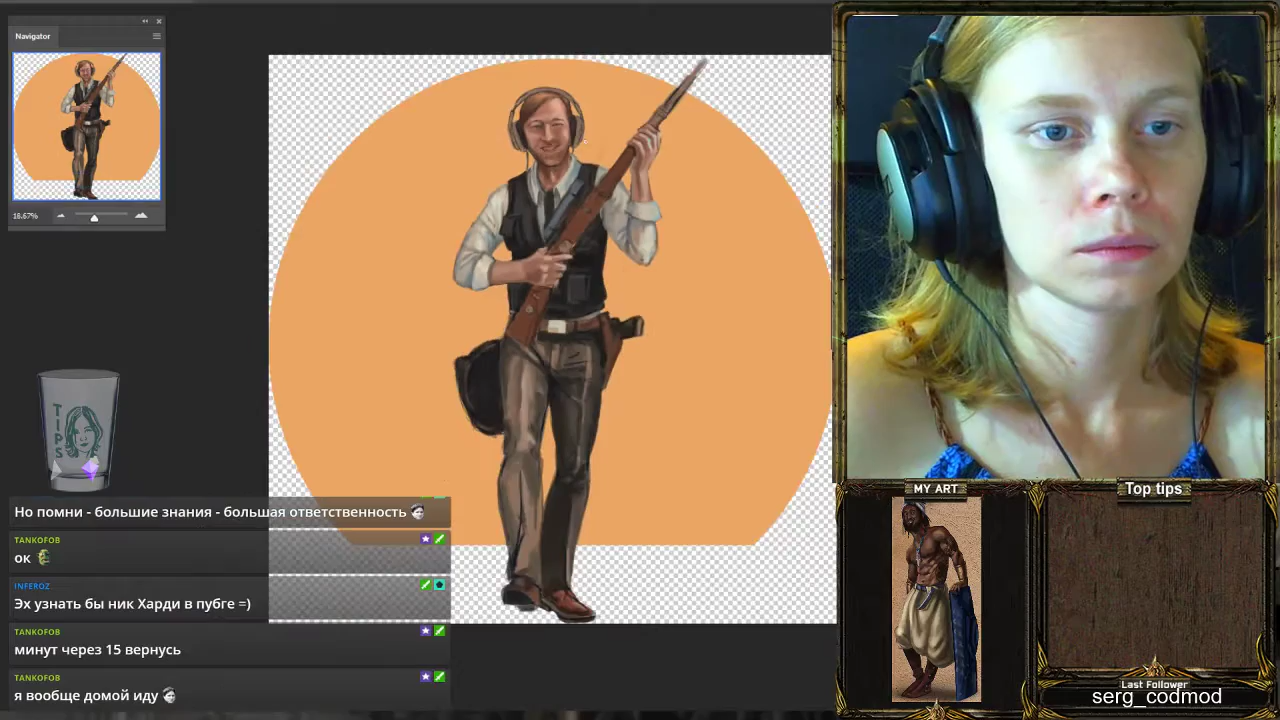 Navigator
16.67%
TIPS
Но помни - большие знания - большая ответственность
TANKOFOB
ок
INFEROZ
Эх узнать бы ник Харди в пубге =)
TANKOFOB
минут через 15 вернусь
TANKOFOB
я вообще домой иду
MY ART
Top tips
Last Follower
serg_codmod